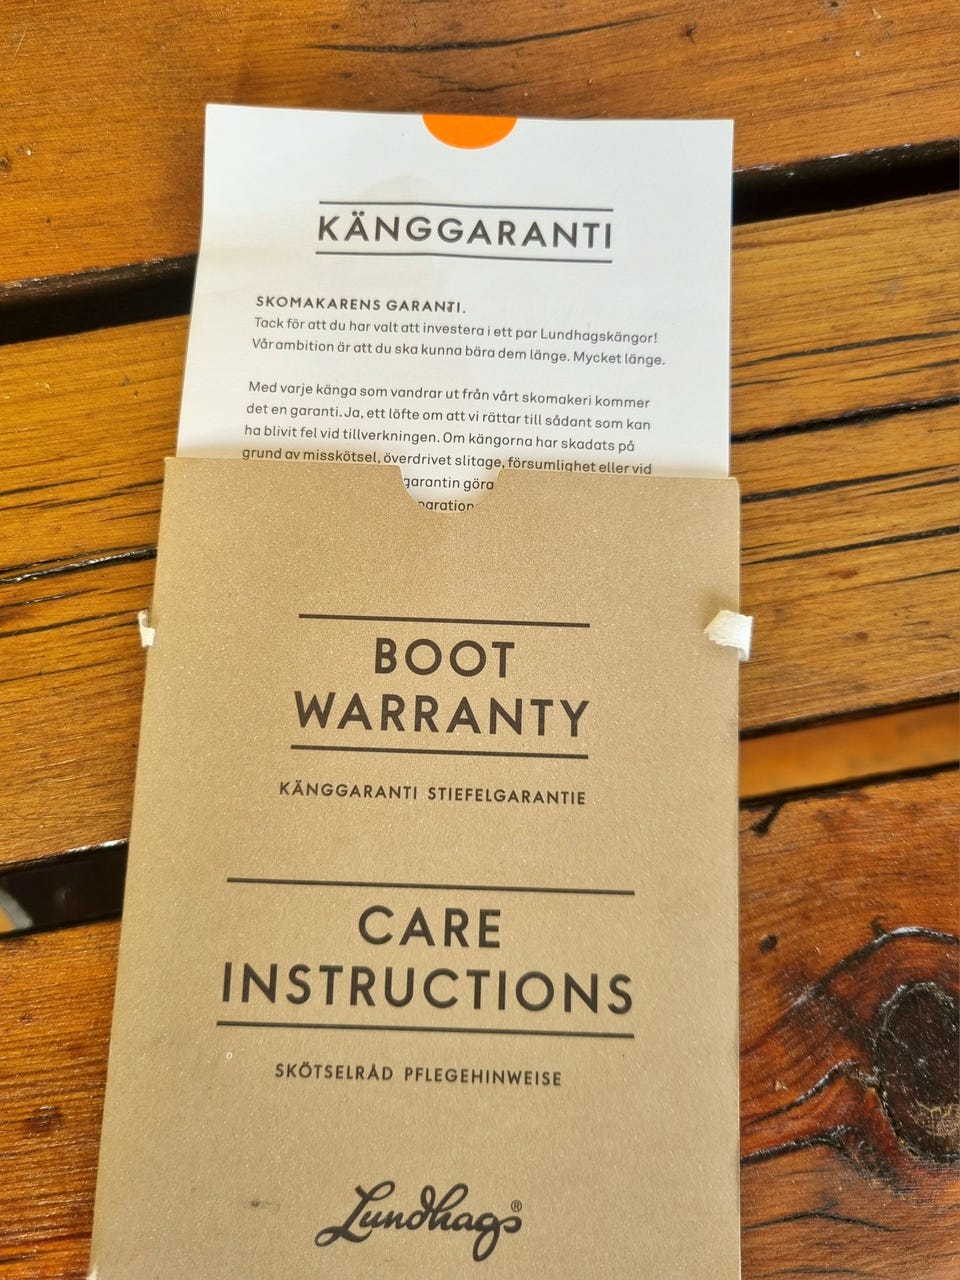 KÄNGGARANTI
SKOMAKARENS GARANTI.
Tack för att du har valt att investera i ett par Lundhagskängor!
Vår ambition är att du ska kunna bära dem länge. Mycket länge.
Med varje känga som vandrar ut från vårt skomakeri kommer
det en garanti. Ja, ett löfte om att vi rättar till sådant som kan
ha blivit fel vid tillverkningen. Om kängorna har skadats på
grund av misskötsel, överdrivet slitage, försumlighet eller vid
garantin göra
BOOT
WARRANTY
KÄNGGARANTI STIEFELGARANTIE
CARE
INSTRUCTIONS
SKÖTSELRÅD PFLEGEHINWEISE
Lundhags®